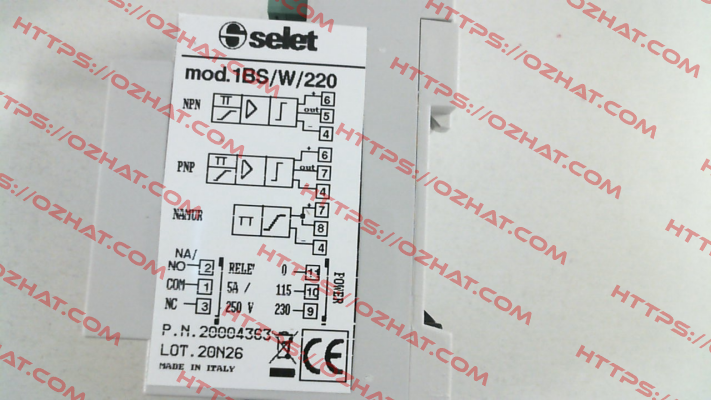 selet
mod.1BS/W/220
NPN
+ 6
out 5
- 4
PNP
+ 6
out 7
- 4
NAMUR
+ 7
8
- 4
NA/
NO 2 RELE' 0 11
COM 1 5A / 115 10
NC 3 250 V 230 9
POWER
P.N.20004363
LOT.20N26
MADE IN ITALY
CE
HTTPS://OZHAT.COM